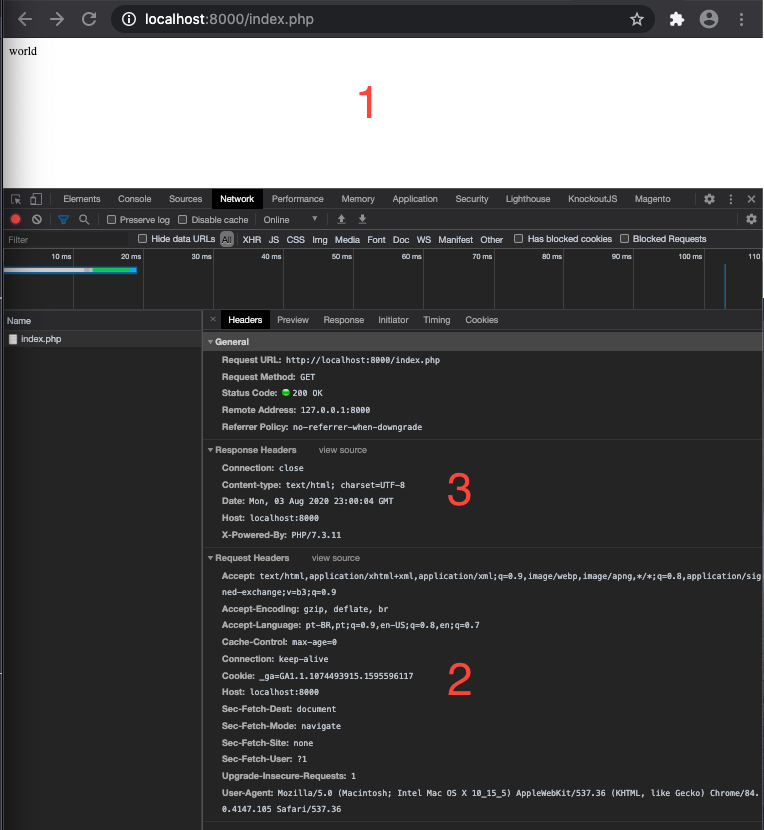 localhost:8000/index.php
world
1
Elements Console Sources Network Performance Memory Application Security Lighthouse KnockoutJS Magento
Preserve log Disable cache Online
Filter Hide data URLs All XHR JS CSS Img Media Font Doc WS Manifest Other Has blocked cookies Blocked Requests
10 ms 20 ms 30 ms 40 ms 50 ms 60 ms 70 ms 80 ms 90 ms 100 ms 110
Name
index.php
Headers Preview Response Initiator Timing Cookies
General
Request URL: http://localhost:8000/index.php
Request Method: GET
Status Code: 200 OK
Remote Address: 127.0.0.1:8000
Referrer Policy: no-referrer-when-downgrade
Response Headers view source
Connection: close
Content-type: text/html; charset=UTF-8
3
Date: Mon, 03 Aug 2020 23:00:04 GMT
Host: localhost:8000
X-Powered-By: PHP/7.3.11
Request Headers view source
Accept: text/html,application/xhtml+xml,application/xml;q=0.9,image/webp,image/apng,*/*;q=0.8,application/sig
ned-exchange;v=b3;q=0.9
Accept-Encoding: gzip, deflate, br
Accept-Language: pt-BR,pt;q=0.9,en-US;q=0.8,en;q=0.7
Cache-Control: max-age=0
Connection: keep-alive
Cookie: _ga=GA1.1.1074493915.1595596117
2
Host: localhost:8000
Sec-Fetch-Dest: document
Sec-Fetch-Mode: navigate
Sec-Fetch-Site: none
Sec-Fetch-User: ?1
Upgrade-Insecure-Requests: 1
User-Agent: Mozilla/5.0 (Macintosh; Intel Mac OS X 10_15_5) AppleWebKit/537.36 (KHTML, like Gecko) Chrome/84.
0.4147.105 Safari/537.36